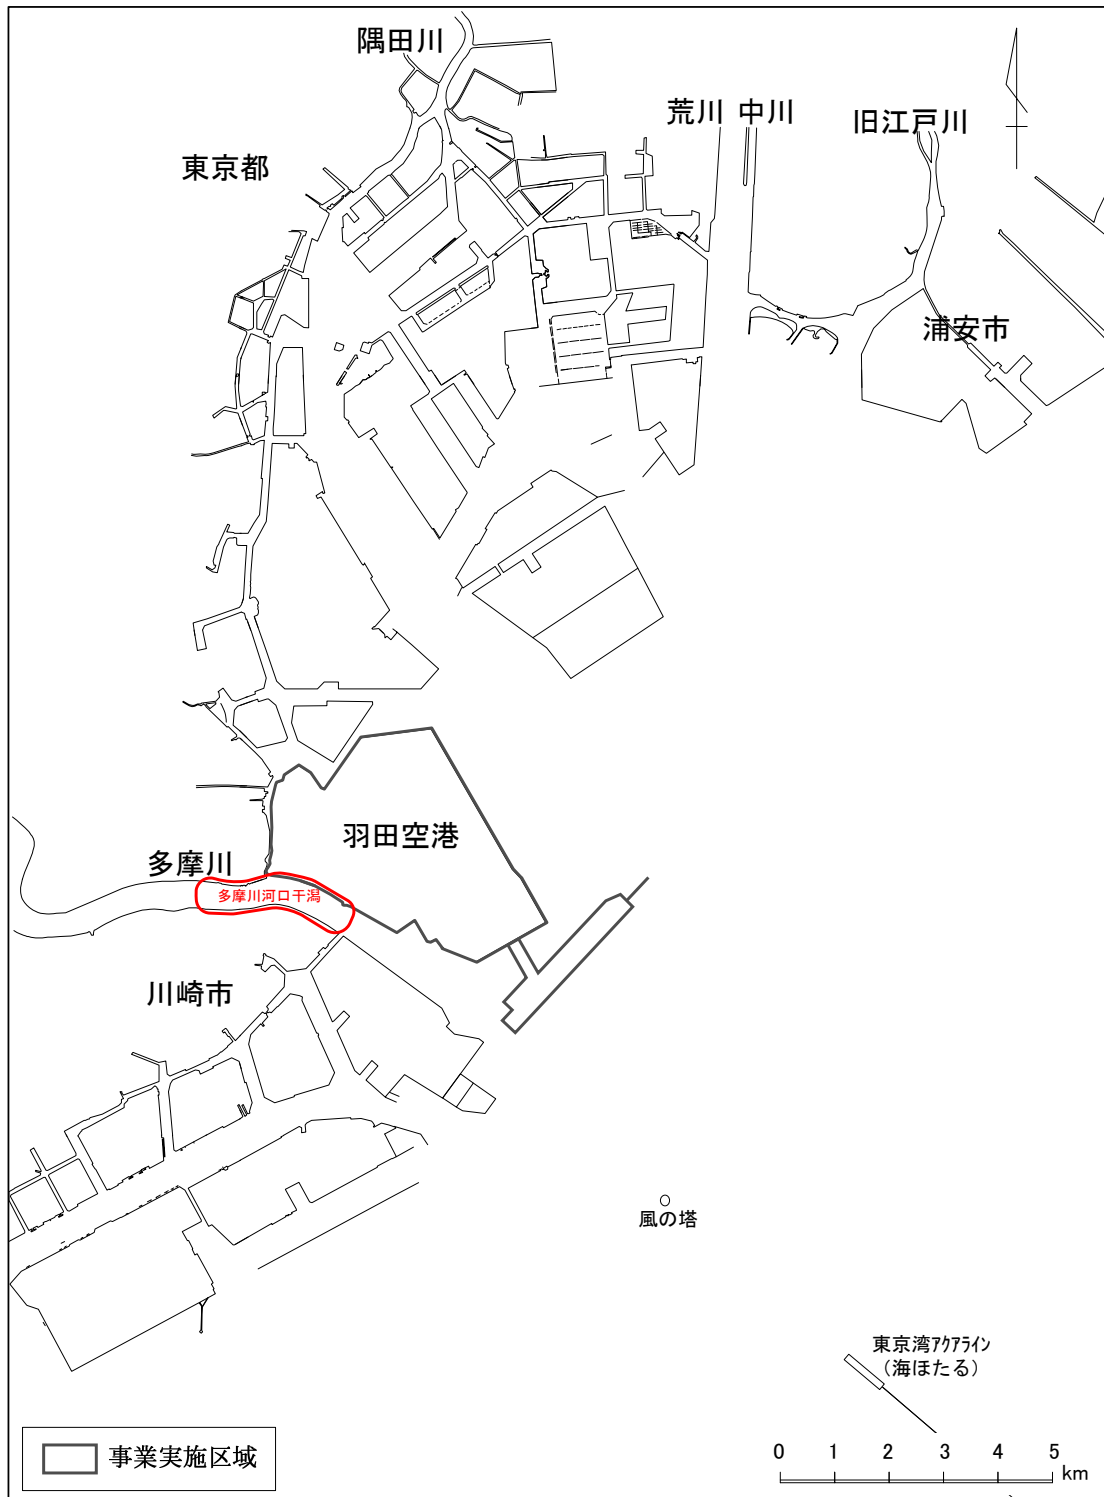 隅田川
荒川 中川
旧江戸川
東京都
浦安市
羽田空港
多摩川
多摩川河口干潟
川崎市
風の塔
東京湾ｱｸｱﾗｲﾝ
（海ほたる）
事業実施区域
0 1 2 3 4 5
km